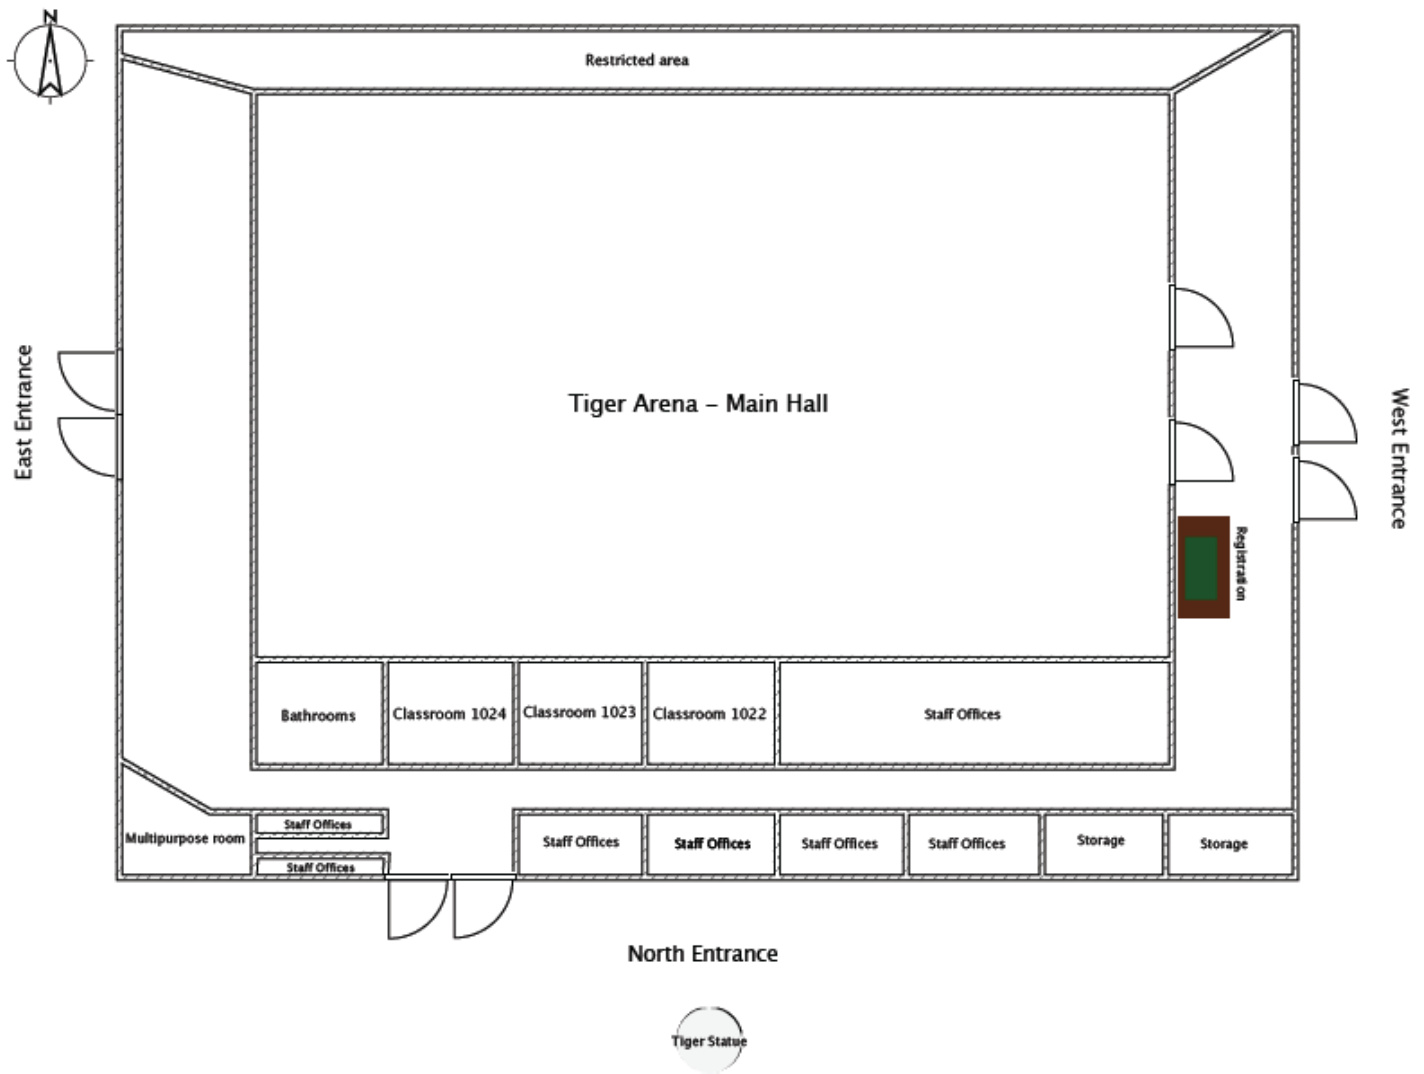 N
Restricted area
East Entrance
Tiger Arena – Main Hall
West Entrance
Registration
Bathrooms
Classroom 1024
Classroom 1023
Classroom 1022
Staff Offices
Multipurpose room
Staff Offices
Staff Offices
Staff Offices
Staff Offices
Staff Offices
Staff Offices
Storage
Storage
North Entrance
Tiger Statue